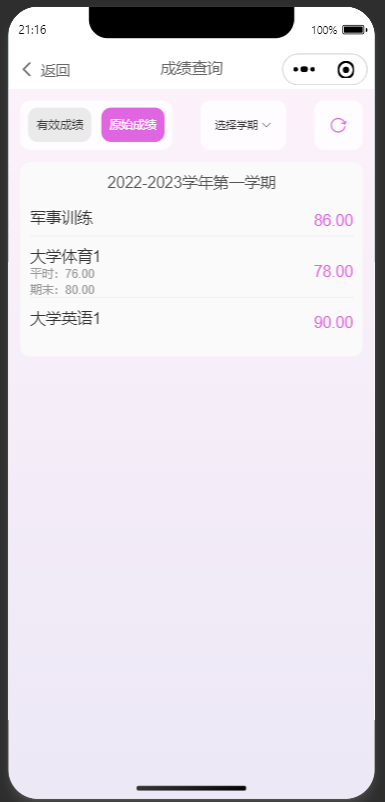 21:16
100%
返回
成绩查询
有效成绩
原始成绩
选择学期
2022-2023学年第一学期
军事训练
86.00
大学体育1
平时：76.00
期末：80.00
78.00
大学英语1
90.00